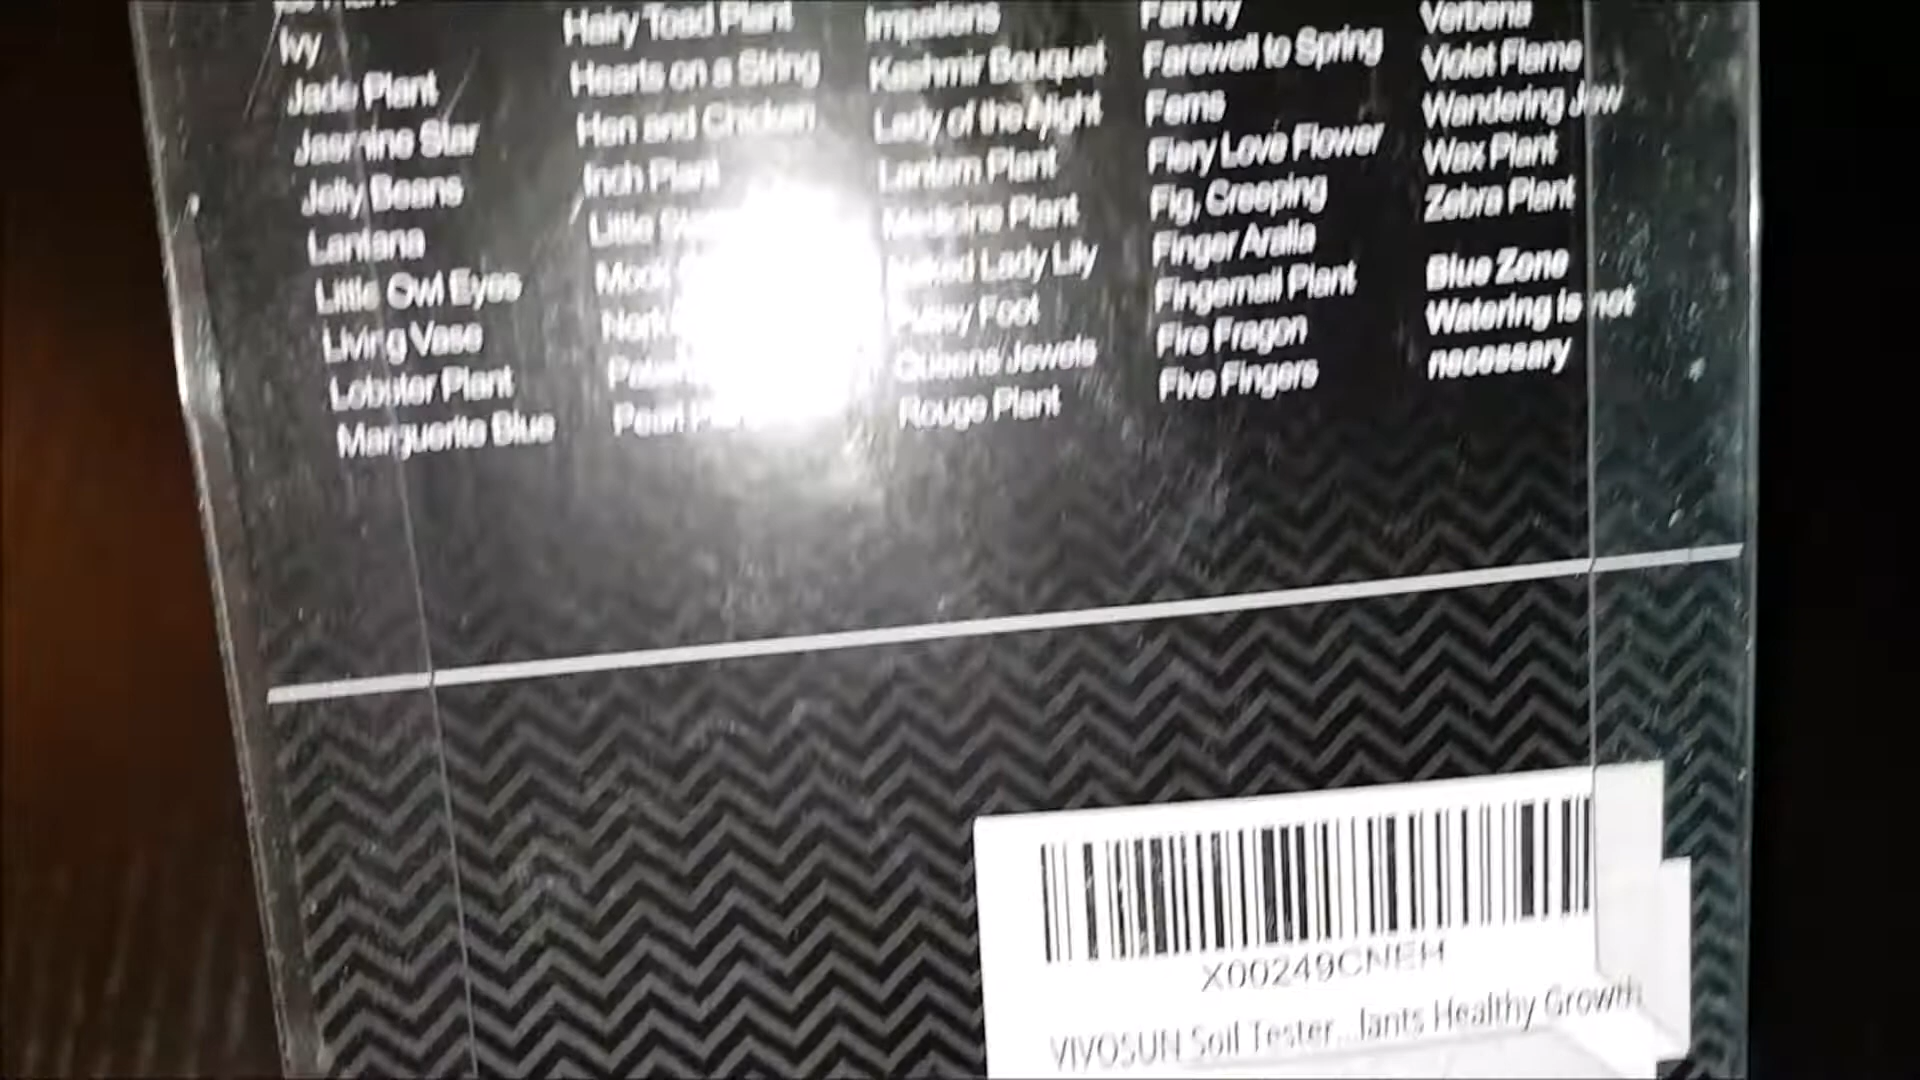 Ivy
Jade Plant
Jasmine Star
Jelly Beans
Lantana
Little Owl Eyes
Living Vase
Lobster Plant
Marguerite Blue
Hairy Toad Plant
Hearts on a String
Hen and Chicken
Inch Plant
Little
Mock
Pearl
Impatiens
Kashmir Bouquet
Lady of the Night
Lantern Plant
Medicine Plant
Naked Lady Lily
Pussy Foot
Queens Jewels
Rouge Plant
Fan Ivy
Farewell to Spring
Ferns
Fiery Love Flower
Fig, Creeping
Finger Aralia
Fingernail Plant
Fire Fragon
Five Fingers
Verbena
Violet Flame
Wandering Jew
Wax Plant
Zebra Plant
Blue Zone
Watering is not
necessary
X00249CNEH
VIVOSUN Soil Tester...lants Healthy Growth